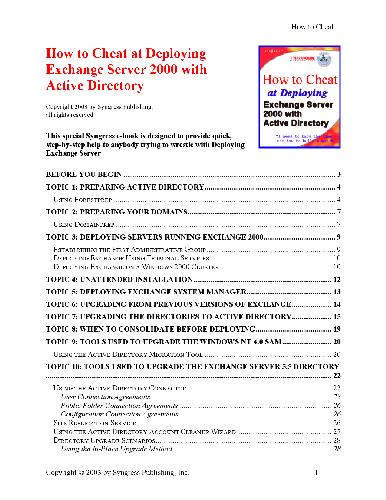 How to Cheat
How to Cheat at Deploying
Exchange Server 2000 with
Active Directory
Copyright 2003 by Syngress Publishing,
All rights reserved
How to Cheat
at Deploying
Exchange Server
2000 with
Active Directory
This special Syngress e-book is designed to provide quick,
step-by-step help to anybody trying to wrestle with Deploying
Exchange Server
BEFORE YOU BEGIN 3
TOPIC 1: PREPARING ACTIVE DIRECTORY 4
USING FORESTPREP 4
TOPIC 2: PREPARING YOUR DOMAINS 7
USING DOMAINPREP 7
TOPIC 3: DEPLOYING SERVERS RUNNING EXCHANGE 2000 9
ESTABLISHING THE FIRST ADMINISTRATIVE GROUP 9
DEPLOYING EXCHANGE USING TERMINAL SERVICES 10
DEPLOYING EXCHANGE IN A WINDOWS 2000 CLUSTER 10
TOPIC 4: UNATTENDED INSTALLATION 12
TOPIC 5: DEPLOYING EXCHANGE SYSTEM MANAGER 13
TOPIC 6: UPGRADING FROM PREVIOUS VERSIONS OF EXCHANGE 14
TOPIC 7: UPGRADING THE DIRECTORIES TO ACTIVE DIRECTORY 15
TOPIC 8: WHEN TO CONSOLIDATE BEFORE DEPLOYING 19
TOPIC 9: TOOLS USED TO UPGRADE THE WINDOWS NT 4.0 SAM 20
USING THE ACTIVE DIRECTORY MIGRATION TOOL 20
TOPIC 10: TOOLS USED TO UPGRADE THE EXCHANGE SERVER 5.5 DIRECTORY
22
USING THE ACTIVE DIRECTORY CONNECTOR 22
User Connection Agreements 25
Public Folder Connection Agreements 26
Configuration Connection Agreements 26
SITE REPLICATION SERVICE 26
USING THE ACTIVE DIRECTORY ACCOUNT CLEANUP WIZARD 27
DIRECTORY UPGRADE SCENARIOS 28
Using the In-Place Upgrade Method 28
Copyright © 2003 by Syngress Publishing, Inc. 1